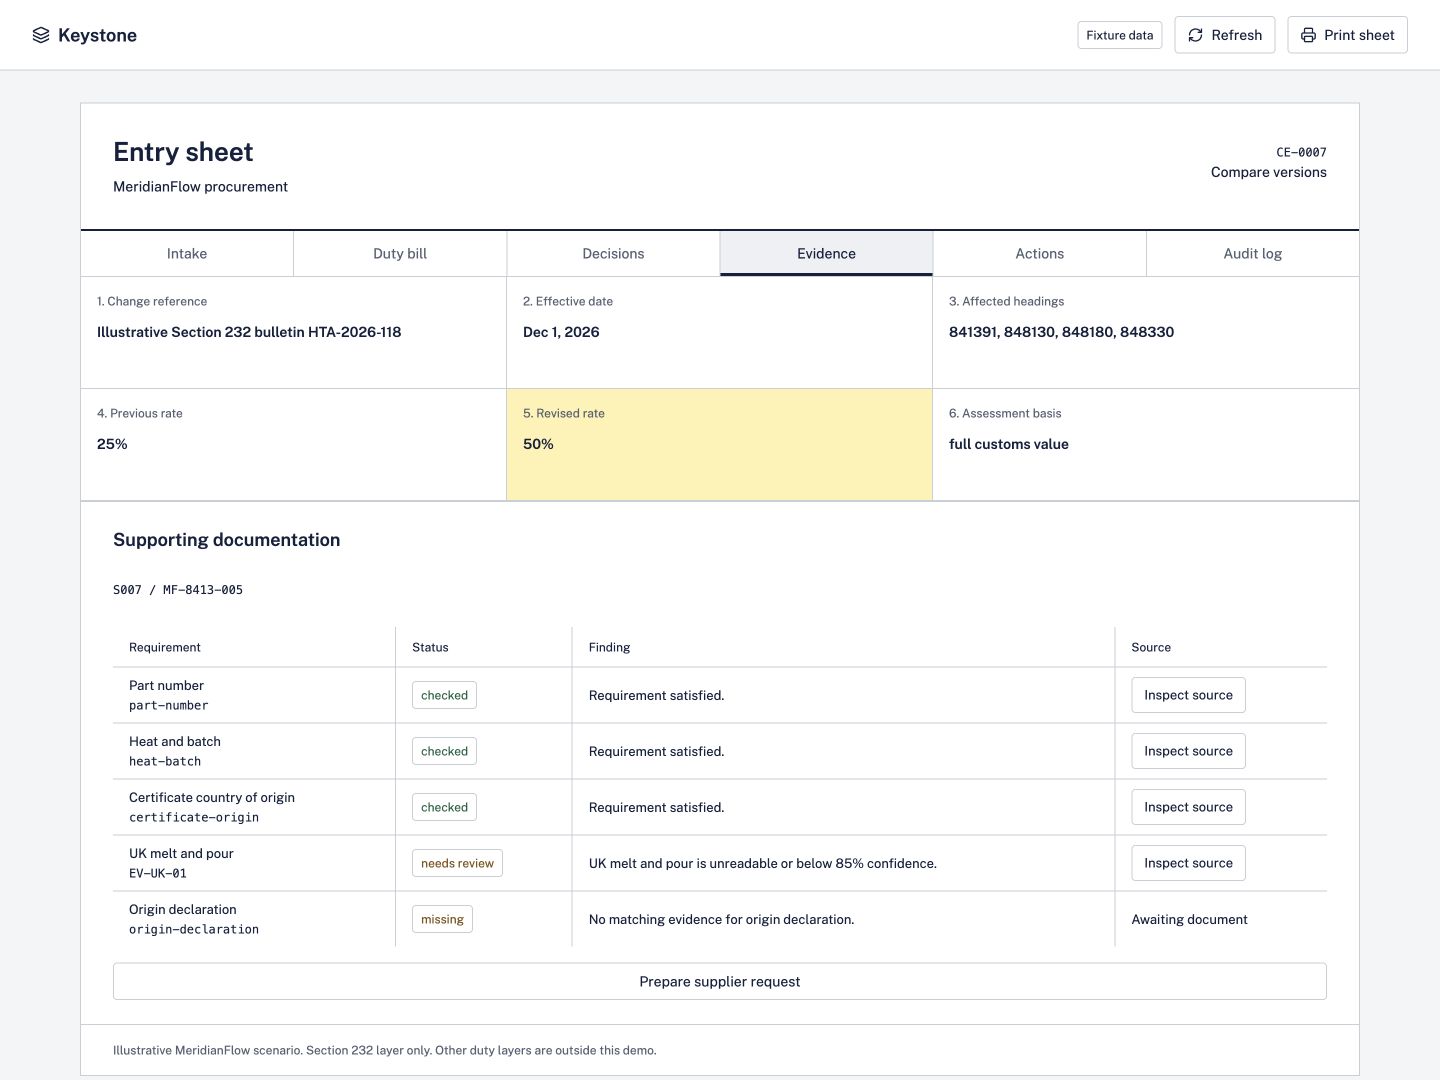 Keystone
Fixture data
Refresh
Print sheet
Entry sheet
MeridianFlow procurement
CE-0007
Compare versions
Intake
Duty bill
Decisions
Evidence
Actions
Audit log
1. Change reference
Illustrative Section 232 bulletin HTA-2026-118
2. Effective date
Dec 1, 2026
3. Affected headings
841391, 848130, 848180, 848330
4. Previous rate
25%
5. Revised rate
50%
6. Assessment basis
full customs value
Supporting documentation
S007 / MF-8413-005
Requirement Status Finding Source
Part number
part-number
checked
Requirement satisfied.
Inspect source
Heat and batch
heat-batch
checked
Requirement satisfied.
Inspect source
Certificate country of origin
certificate-origin
checked
Requirement satisfied.
Inspect source
UK melt and pour
EV-UK-01
needs review
UK melt and pour is unreadable or below 85% confidence.
Inspect source
Origin declaration
origin-declaration
missing
No matching evidence for origin declaration.
Awaiting document
Prepare supplier request
Illustrative MeridianFlow scenario. Section 232 layer only. Other duty layers are outside this demo.